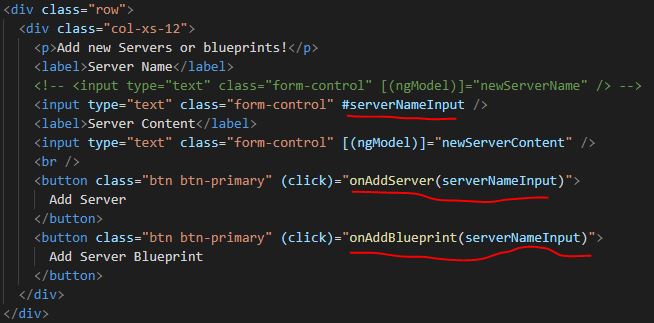 <div class="row">
<div class="col-xs-12">
<p>Add new Servers or blueprints!</p>
<label>Server Name</label>
<!-- <input type="text" class="form-control" [(ngModel)]="newServerName" /> -->
<input type="text" class="form-control" #serverNameInput />
<label>Server Content</label>
<input type="text" class="form-control" [(ngModel)]="newServerContent" />
<br />
<button class="btn btn-primary" (click)="onAddServer(serverNameInput)">
Add Server
</button>
<button class="btn btn-primary" (click)="onAddBlueprint(serverNameInput)">
Add Server Blueprint
</button>
</div>
</div>